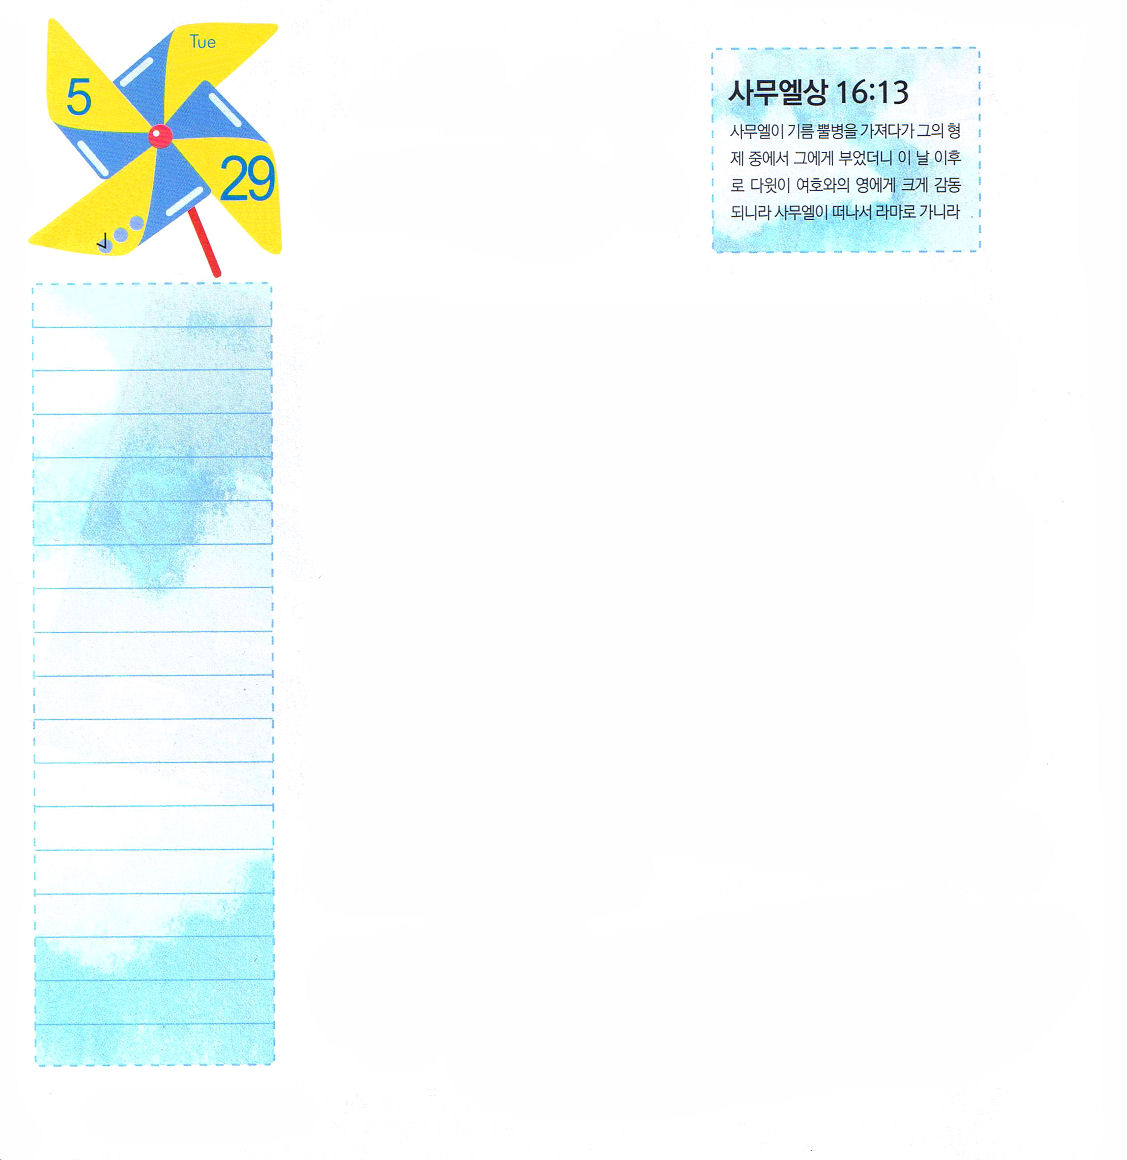 Tue
5
29
사무엘상 16:13
사무엘이 기름 뿔병을 가져다가 그의 형
제 중에서 그에게 부었더니 이 날 이후
로 다윗이 여호와의 영에게 크게 감동
되니라 사무엘이 떠나서 라마로 가니라